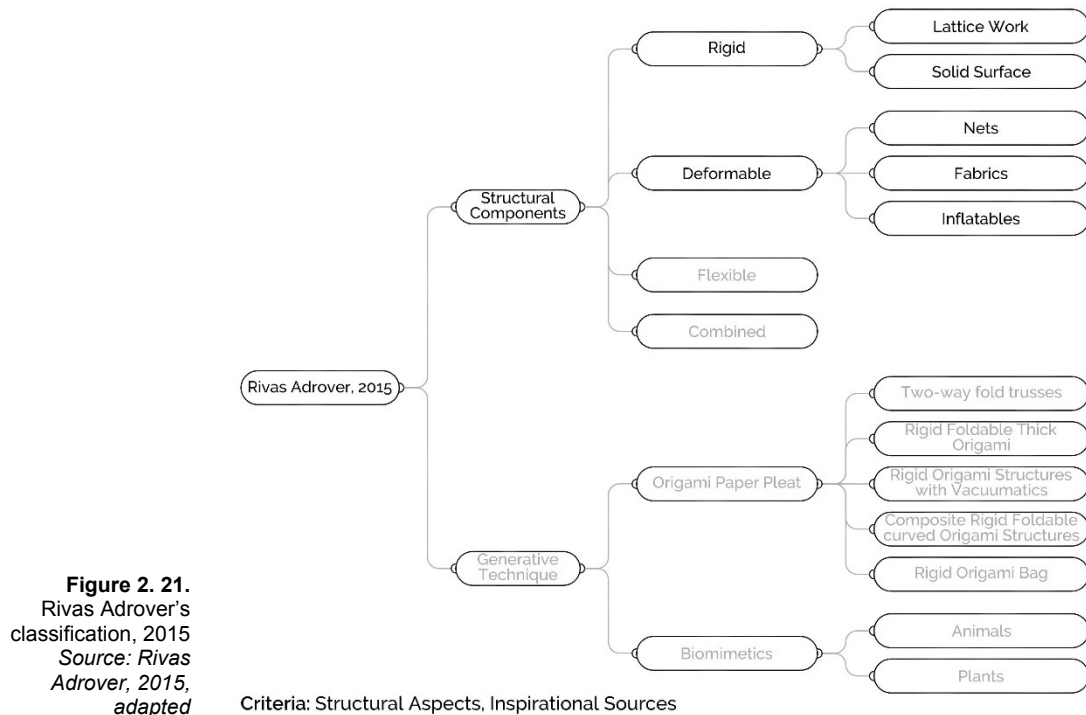 Rigid
Lattice Work
Solid Surface
Deformable
Nets
Fabrics
Inflatables
Structural
Components
Flexible
Combined
Rivas Adrover, 2015
Generative
Technique
Origami Paper Pleat
Two-way fold trusses
Rigid Foldable Thick
Origami
Rigid Origami Structures
with Vacuumatics
Composite Rigid Foldable
curved Origami Structures
Rigid Origami Bag
Biomimetics
Animals
Plants
Figure 2. 21.
Rivas Adrover's
classification, 2015
Source: Rivas
Adrover, 2015,
adapted
Criteria: Structural Aspects, Inspirational Sources